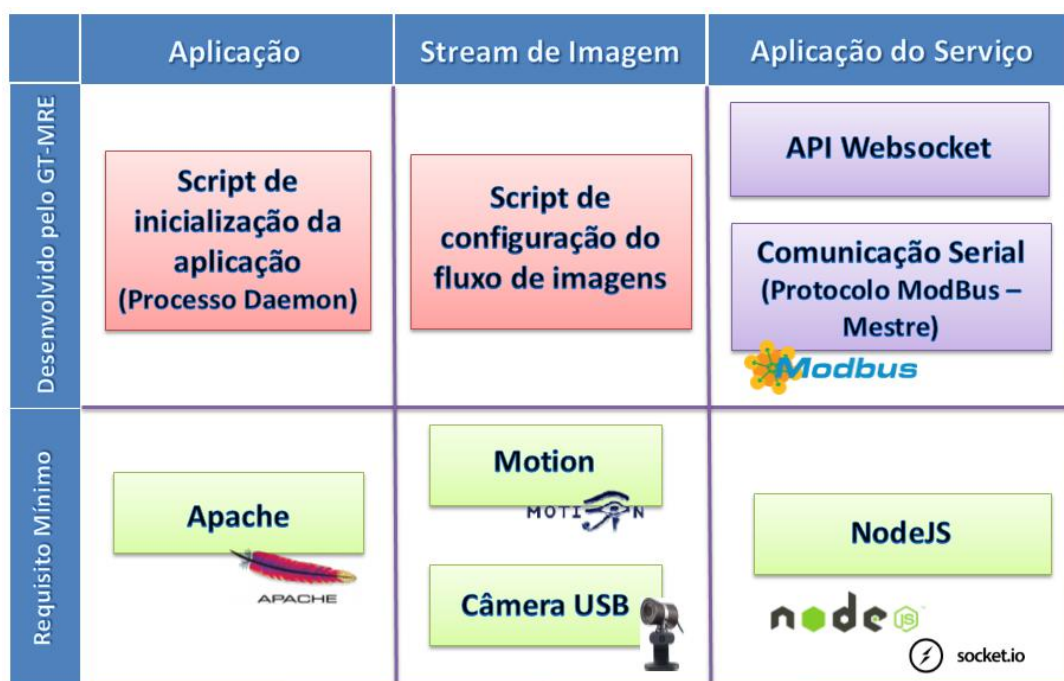 Aplicação
Stream de Imagem
Aplicação do Serviço
Desenvolvido pelo GT-MRE
Script de
inicialização da
aplicação
(Processo Daemon)
Script de
configuração do
fluxo de imagens
API Websocket
Comunicação Serial
(Protocolo ModBus –
Mestre)
Modbus
Requisito Mínimo
Apache
APACHE
Motion
MOTION
Câmera USB
NodeJS
node JS
socket.io